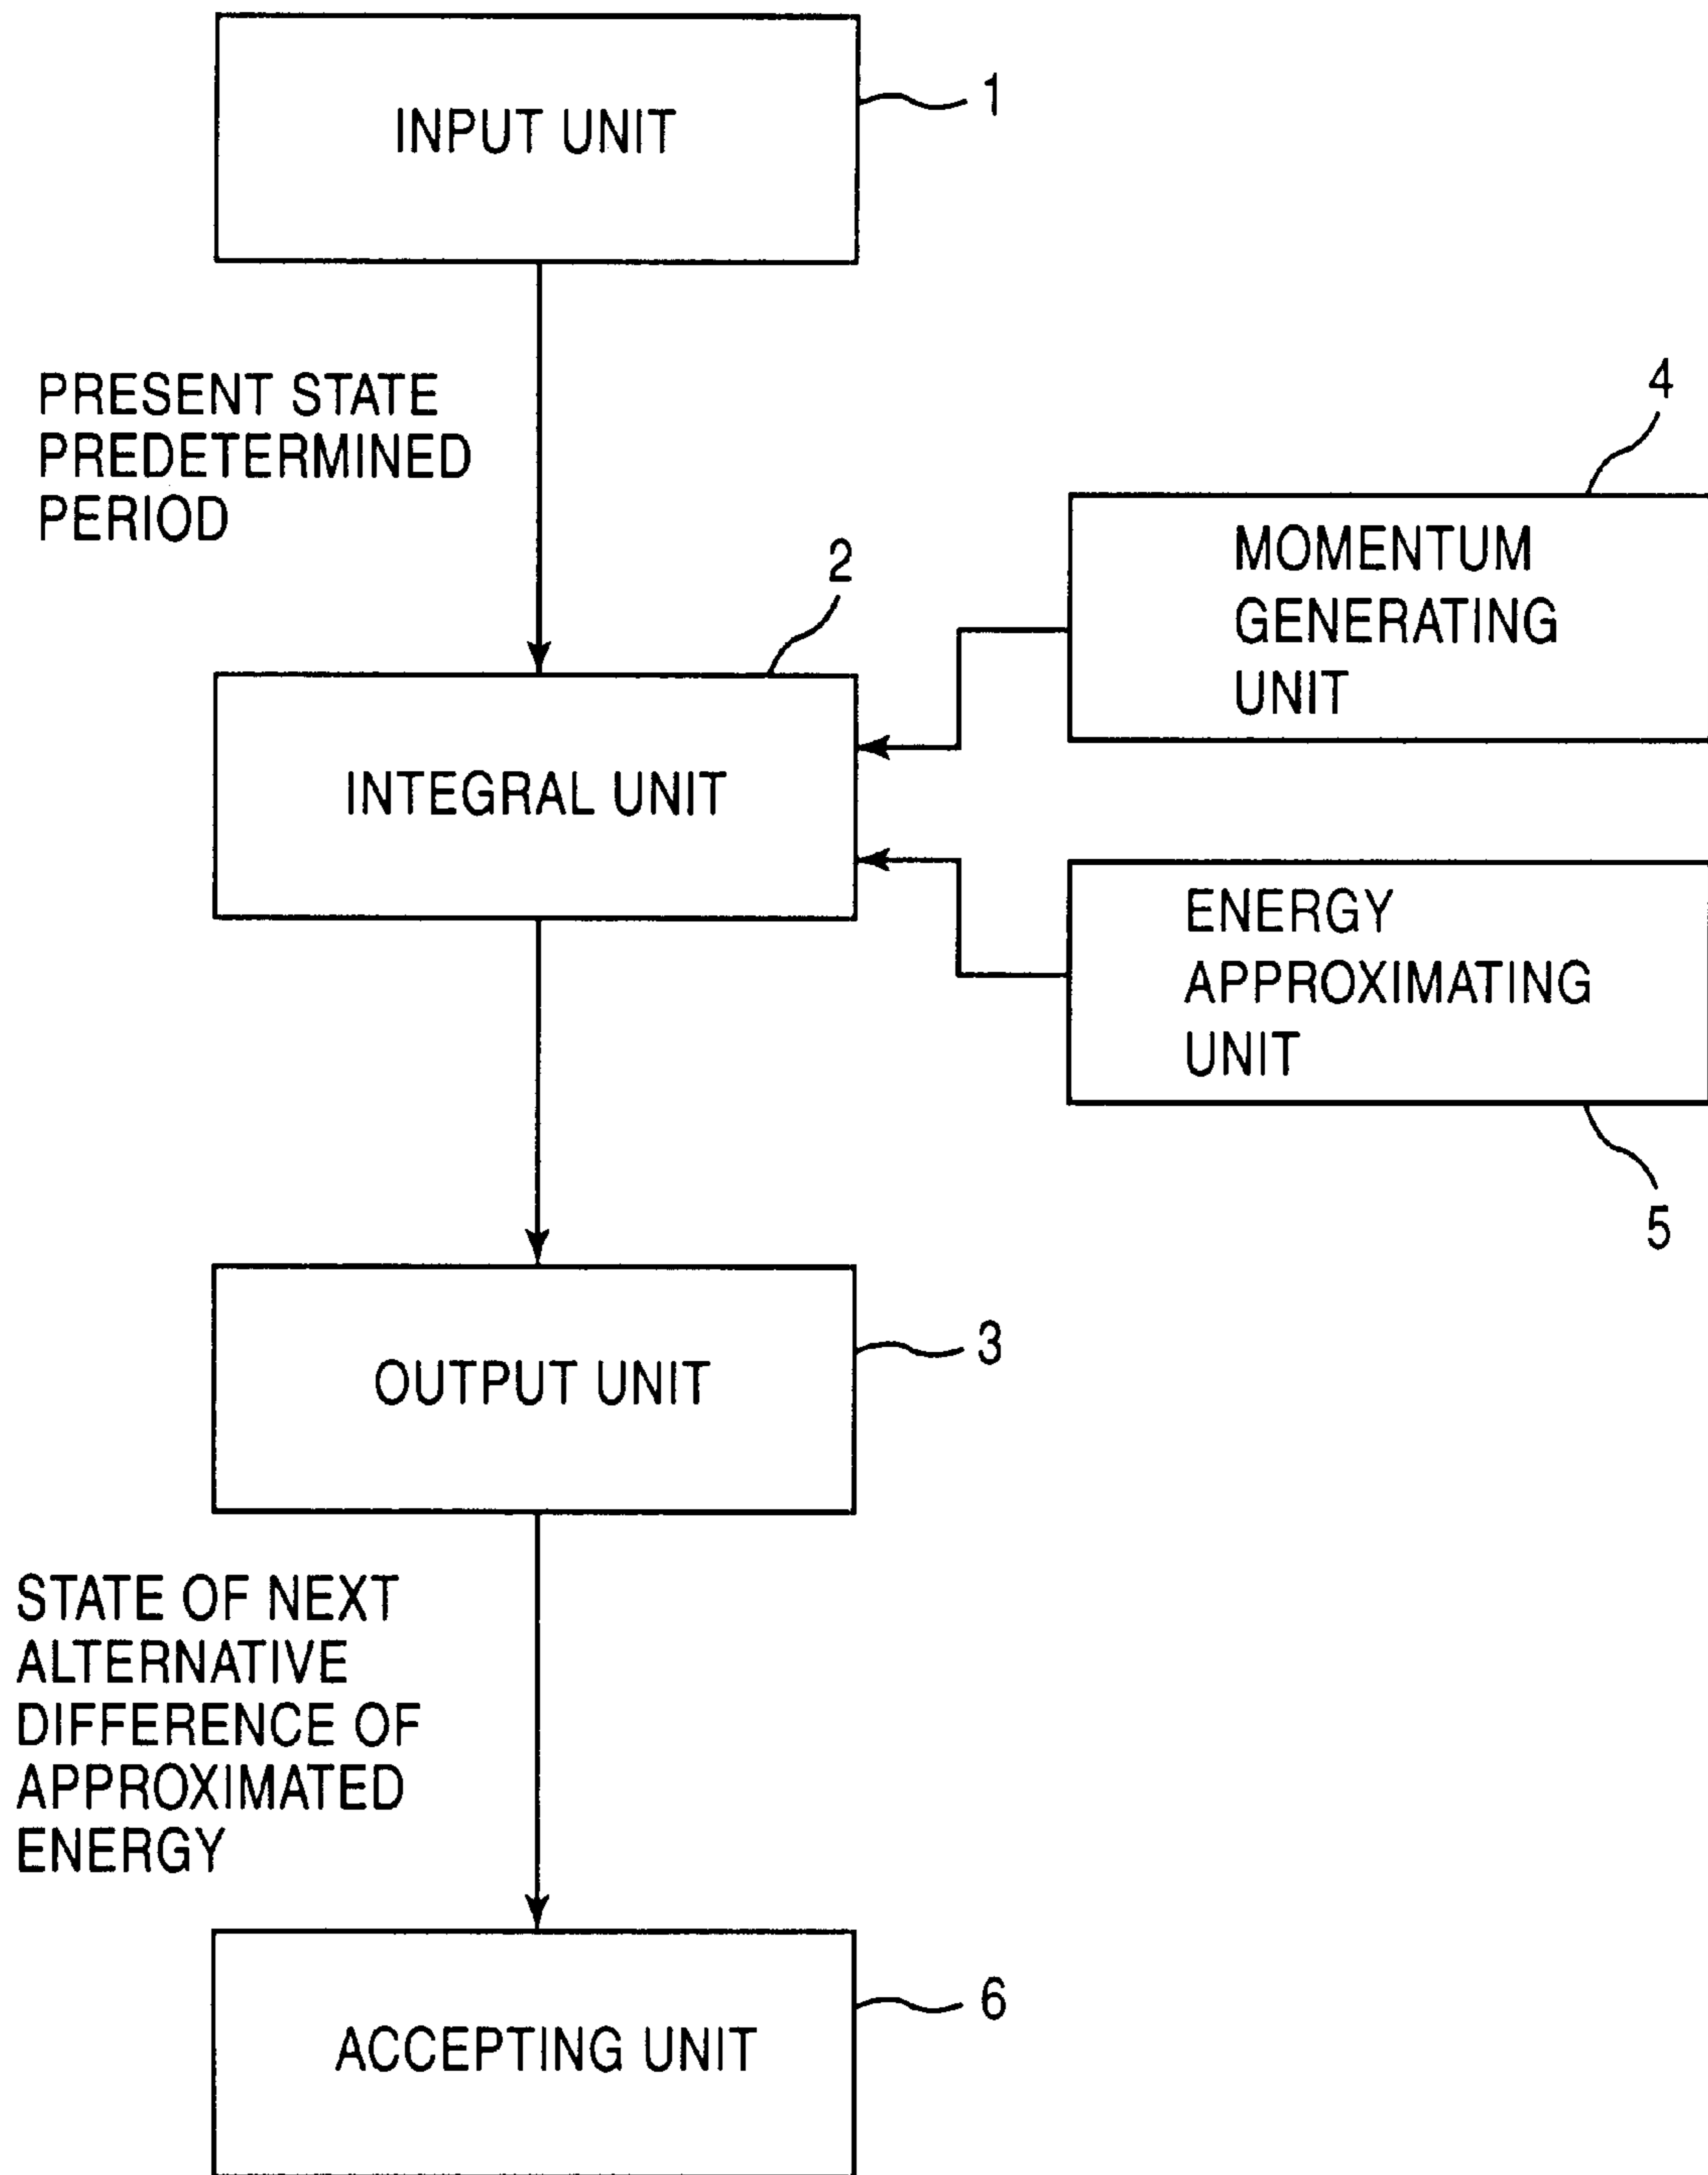 INPUT UNIT
1
PRESENT STATE
PREDETERMINED
PERIOD
4
MOMENTUM
GENERATING
UNIT
2
INTEGRAL UNIT
ENERGY
APPROXIMATING
UNIT
5
OUTPUT UNIT
3
STATE OF NEXT
ALTERNATIVE
DIFFERENCE OF
APPROXIMATED
ENERGY
ACCEPTING UNIT
6